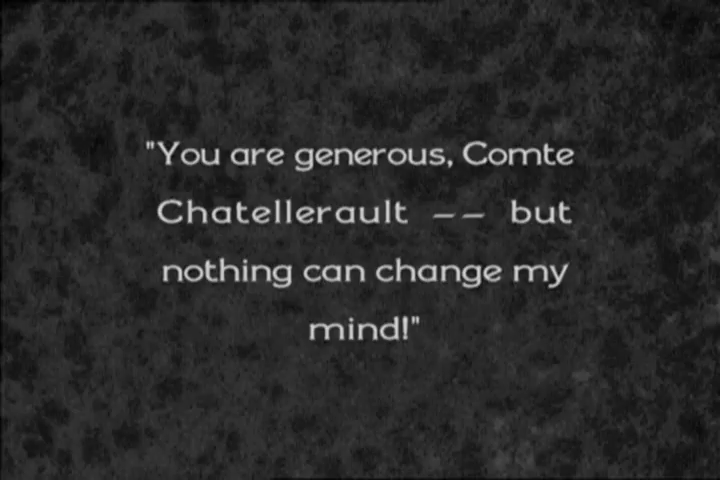 "You are generous, Comte
Chatellerault -- but
nothing can change my
mind!"